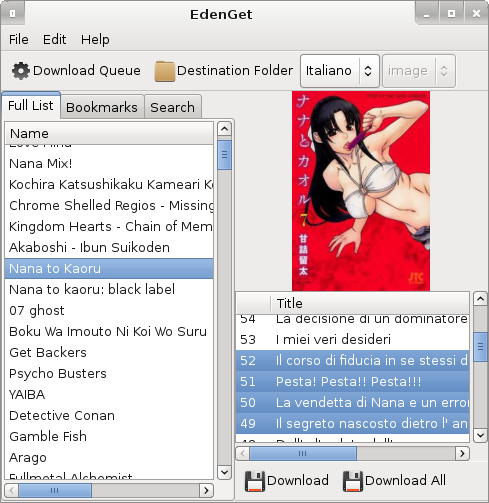 EdenGet
File Edit Help
Download Queue Destination Folder Italiano image
Full List Bookmarks Search
Name
Love Hina
Nana Mix!
Kochira Katsushikaku Kameari Ko
Chrome Shelled Regios - Missing
Kingdom Hearts - Chain of Mem
Akaboshi - Ibun Suikoden
Nana to Kaoru
Nana to kaoru: black label
07 ghost
Boku Wa Imouto Ni Koi Wo Suru
Get Backers
Psycho Busters
YAIBA
Detective Conan
Gamble Fish
Arago
Fullmetal Alchemist
ナナとカオル
7
甘詰留太
JTC
Title
54 La decisione di un dominatore
53 I miei veri desideri
52 Il corso di fiducia in se stessi d
51 Pesta! Pesta!! Pesta!!!
50 La vendetta di Nana e un error
49 Il segreto nascosto dietro l' an
Download Download All